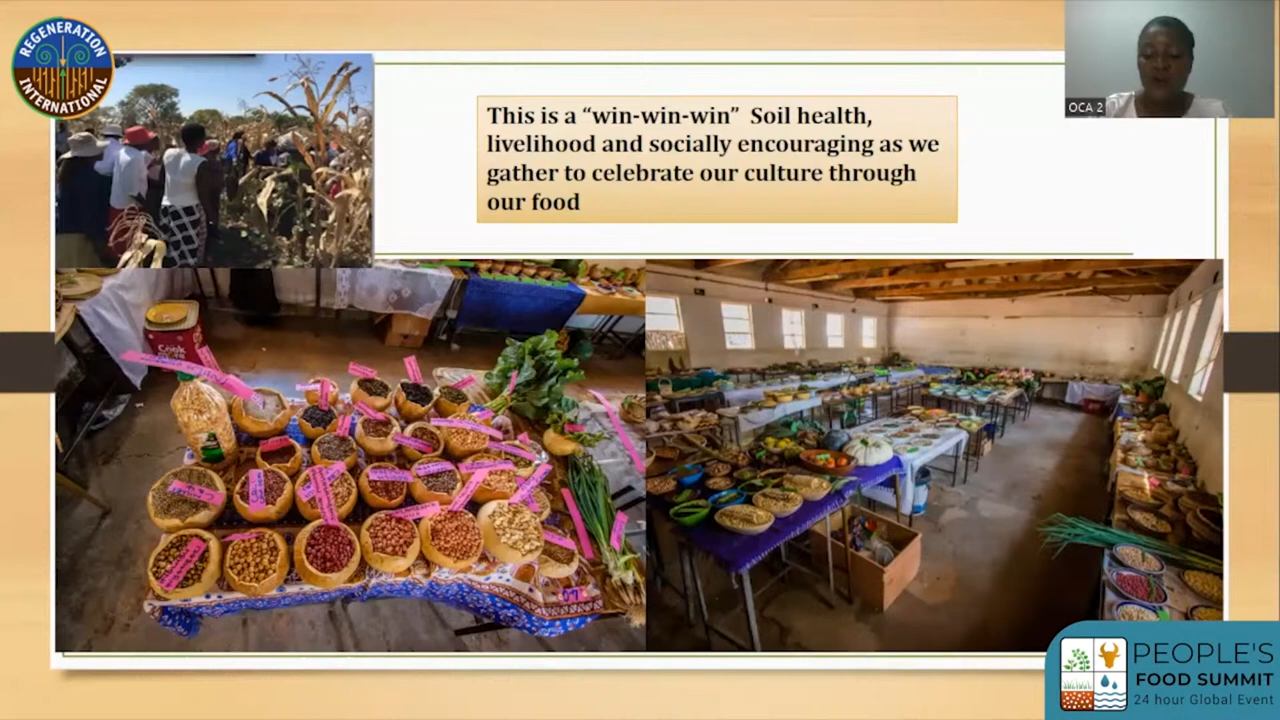 REGENERATION
INTERNATIONAL
This is a “win-win-win” Soil health,
livelihood and socially encouraging as we
gather to celebrate our culture through
our food
OCA 2
Cook
PEOPLE'S
FOOD SUMMIT
24 hour Global Event